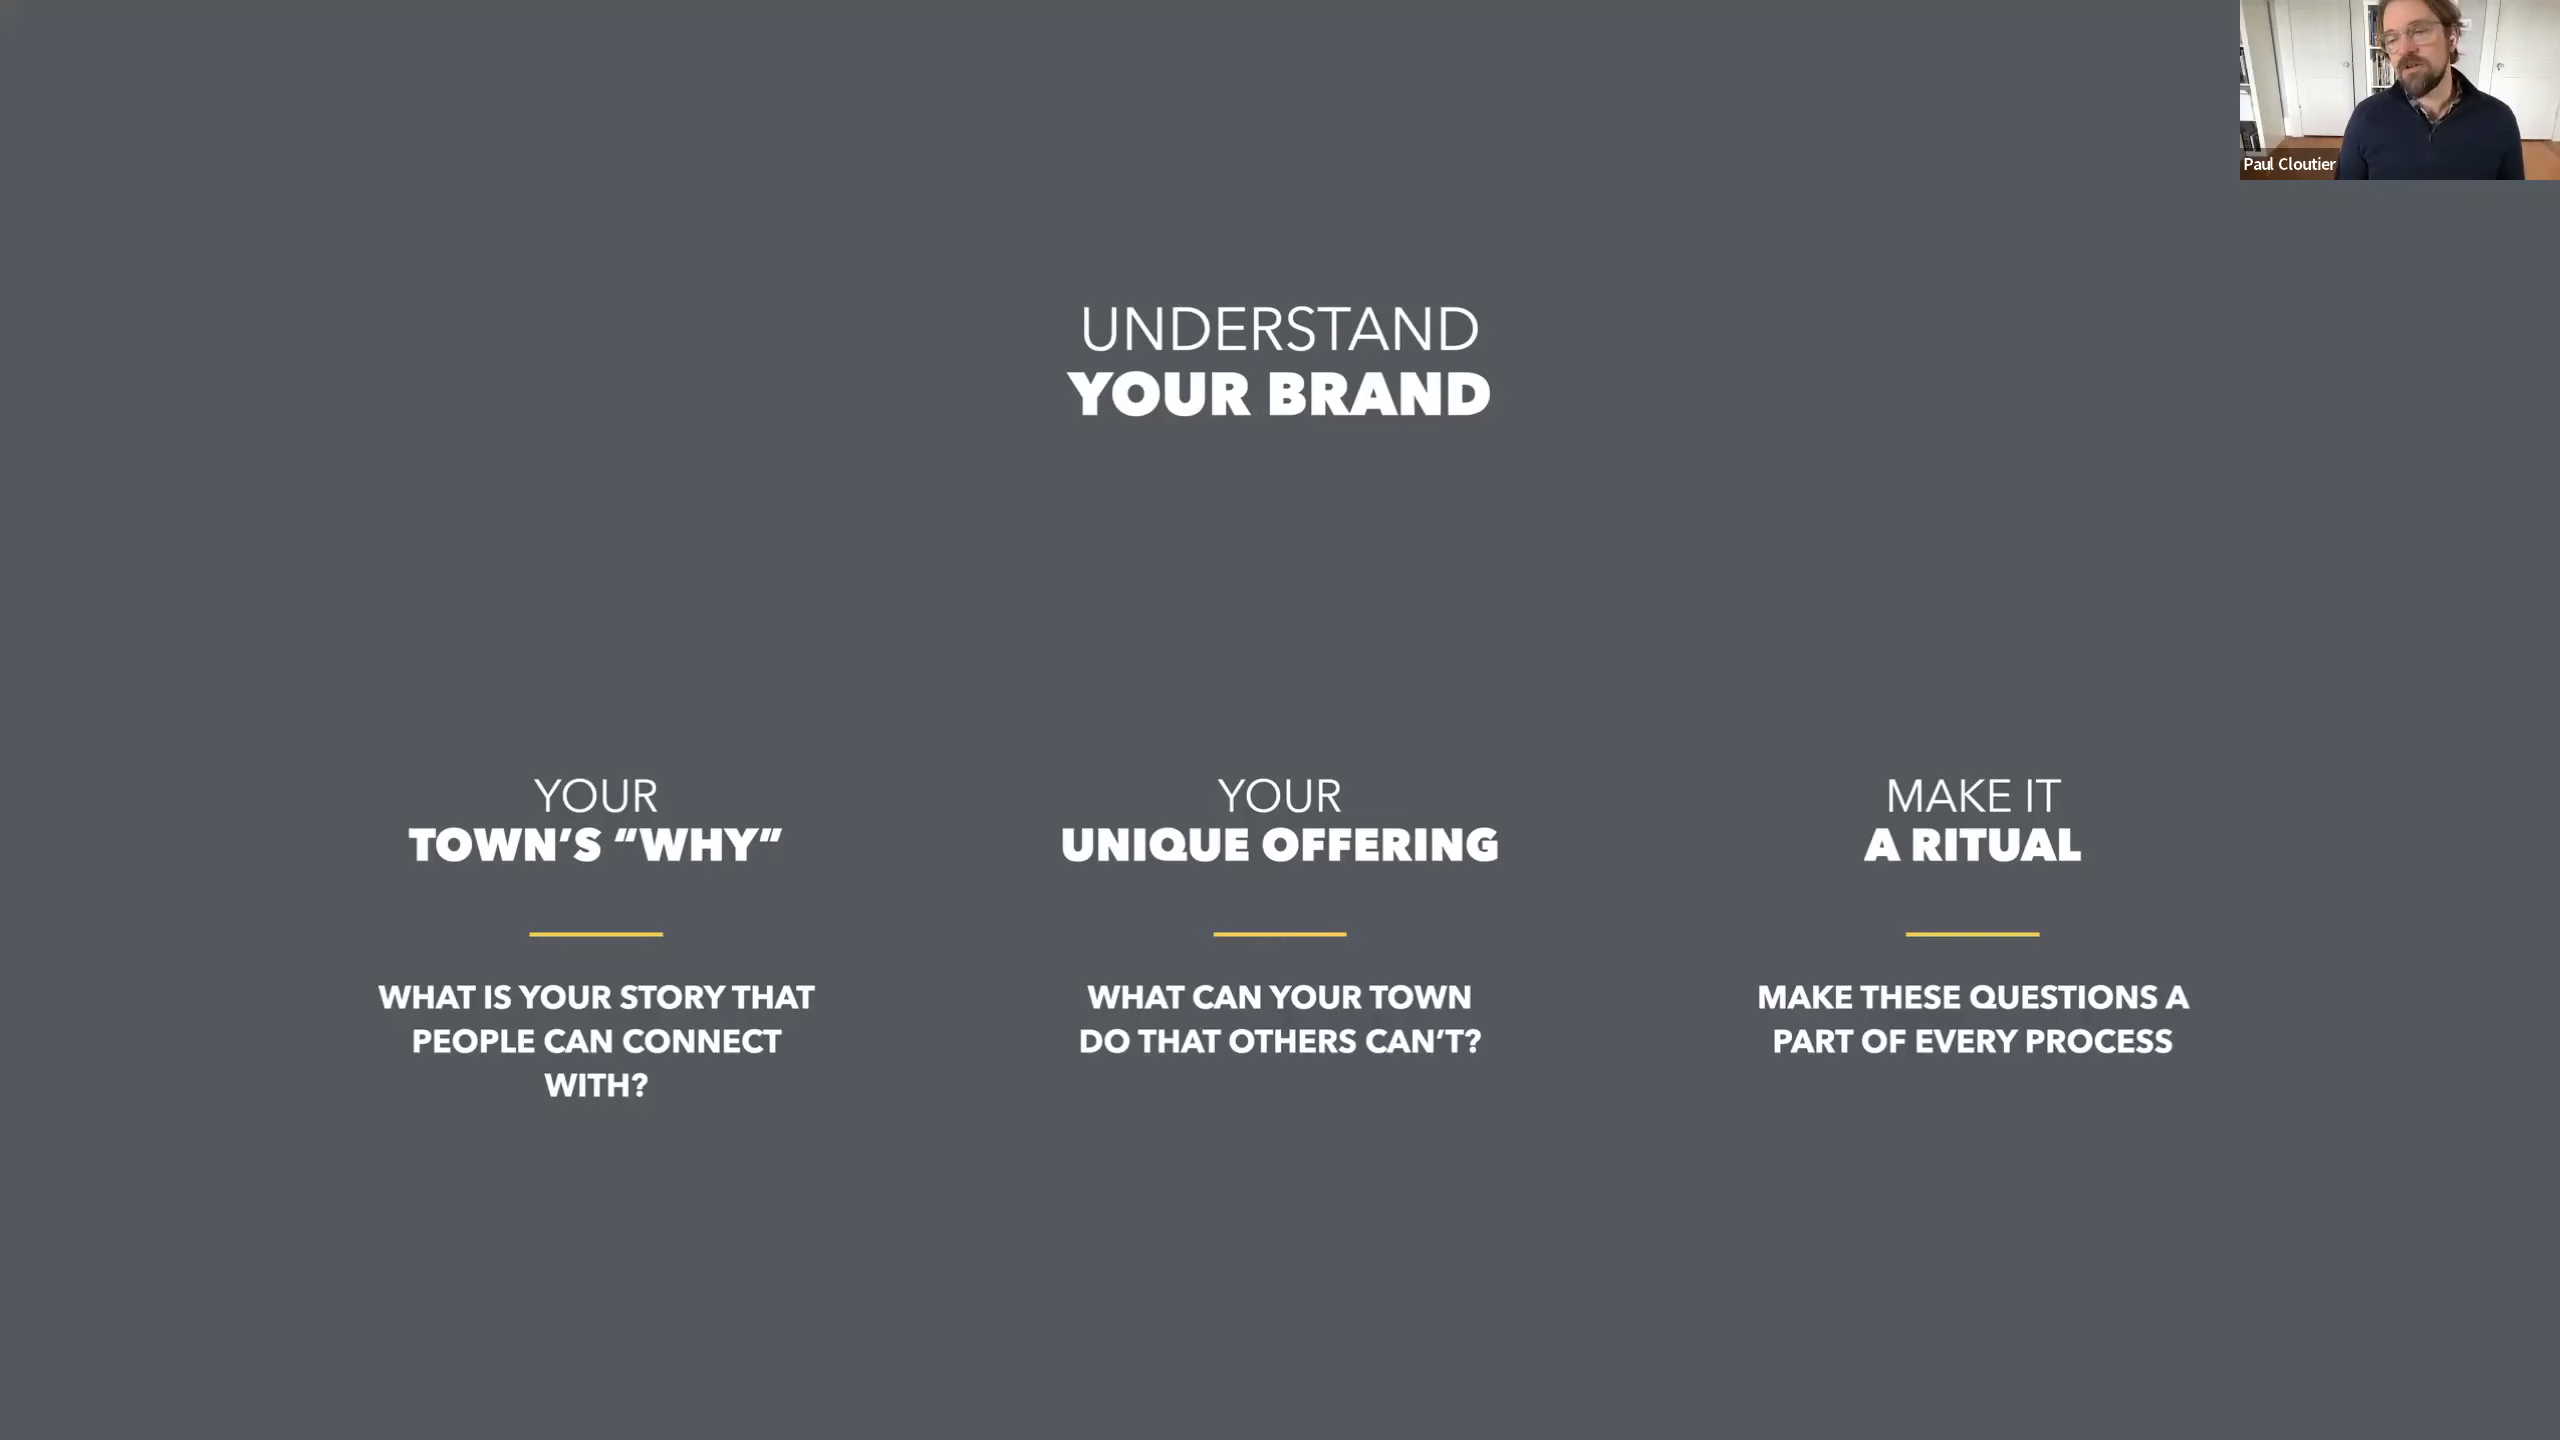 Paul Cloutier
UNDERSTAND
YOUR BRAND
YOUR
TOWN’S “WHY”
WHAT IS YOUR STORY THAT
PEOPLE CAN CONNECT
WITH?
YOUR
UNIQUE OFFERING
WHAT CAN YOUR TOWN
DO THAT OTHERS CAN’T?
MAKE IT
A RITUAL
MAKE THESE QUESTIONS A
PART OF EVERY PROCESS